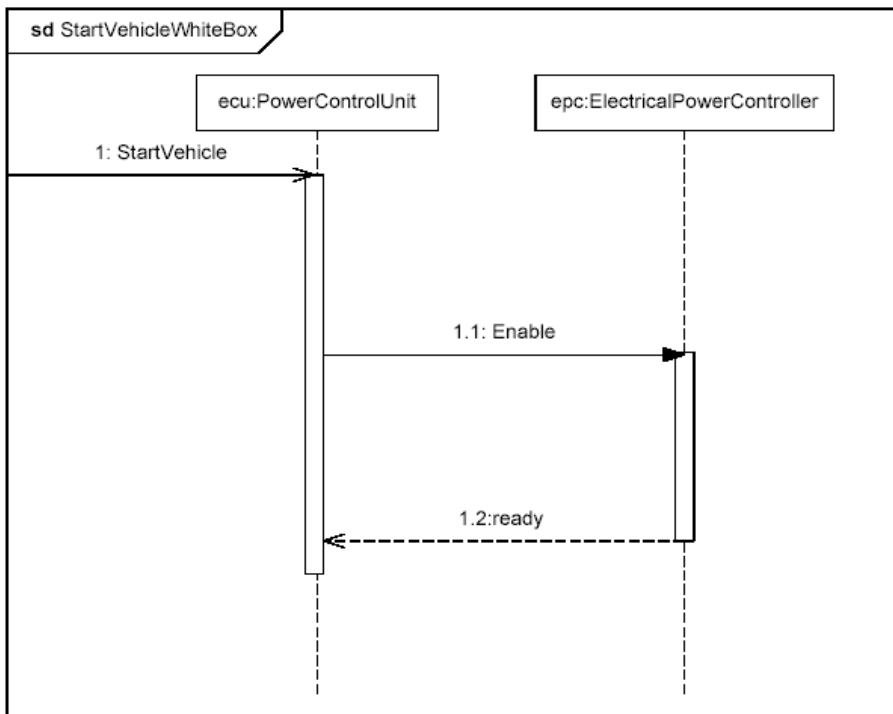 sd StartVehicleWhiteBox
ecu:PowerControlUnit
epc:ElectricalPowerController
1: StartVehicle
1.1: Enable
1.2:ready